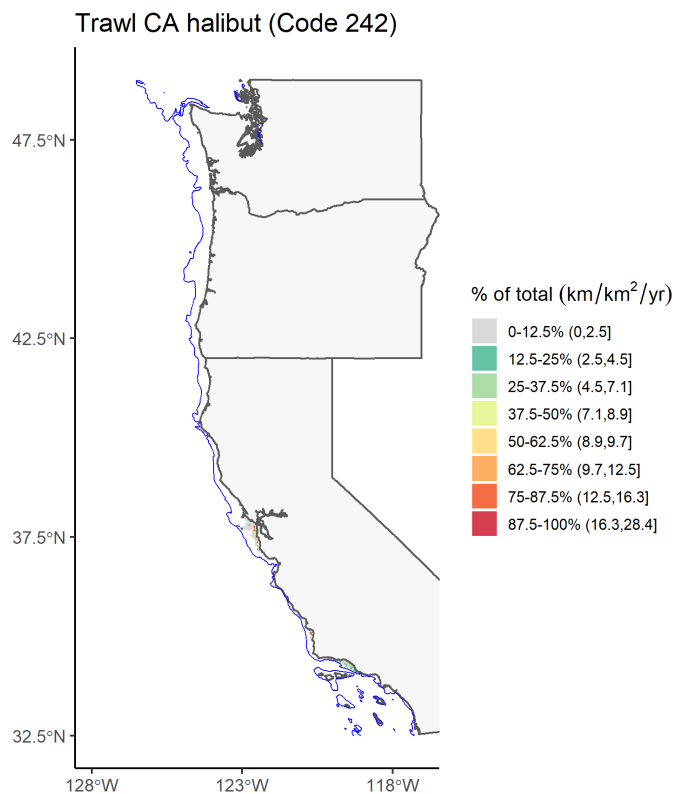 Trawl CA halibut (Code 242)
47.5°N
42.5°N
37.5°N
32.5°N
128°W 123°W 118°W
% of total (km/km²/yr)
0-12.5% (0,2.5]
12.5-25% (2.5,4.5]
25-37.5% (4.5,7.1]
37.5-50% (7.1,8.9]
50-62.5% (8.9,9.7]
62.5-75% (9.7,12.5]
75-87.5% (12.5,16.3]
87.5-100% (16.3,28.4]